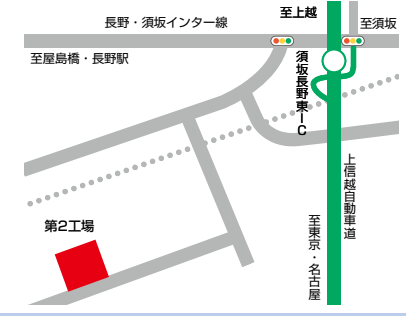 至上越
長野・須坂インター線
至須坂
至屋島橋・長野駅
須坂長野東IC
上信越自動車道
第2工場
至東京・名古屋